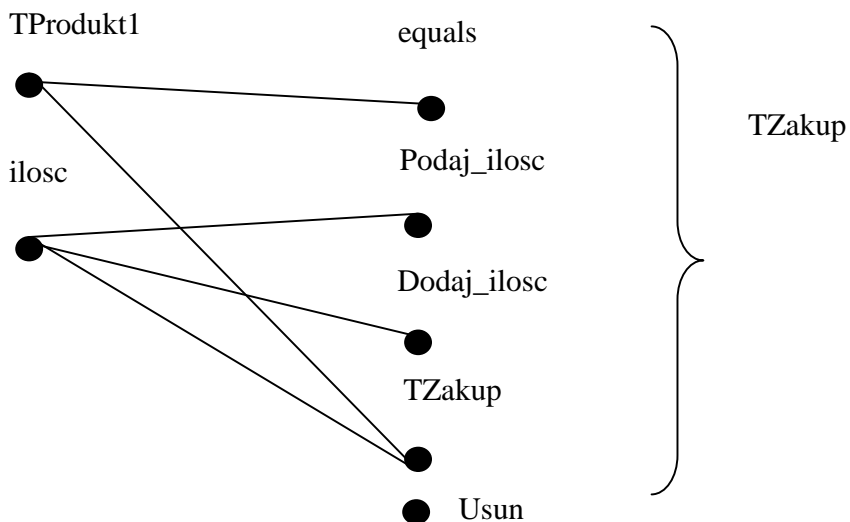 TProdukt1
equals
TZakup
Podaj_ilosc
ilosc
Dodaj_ilosc
TZakup
Usun